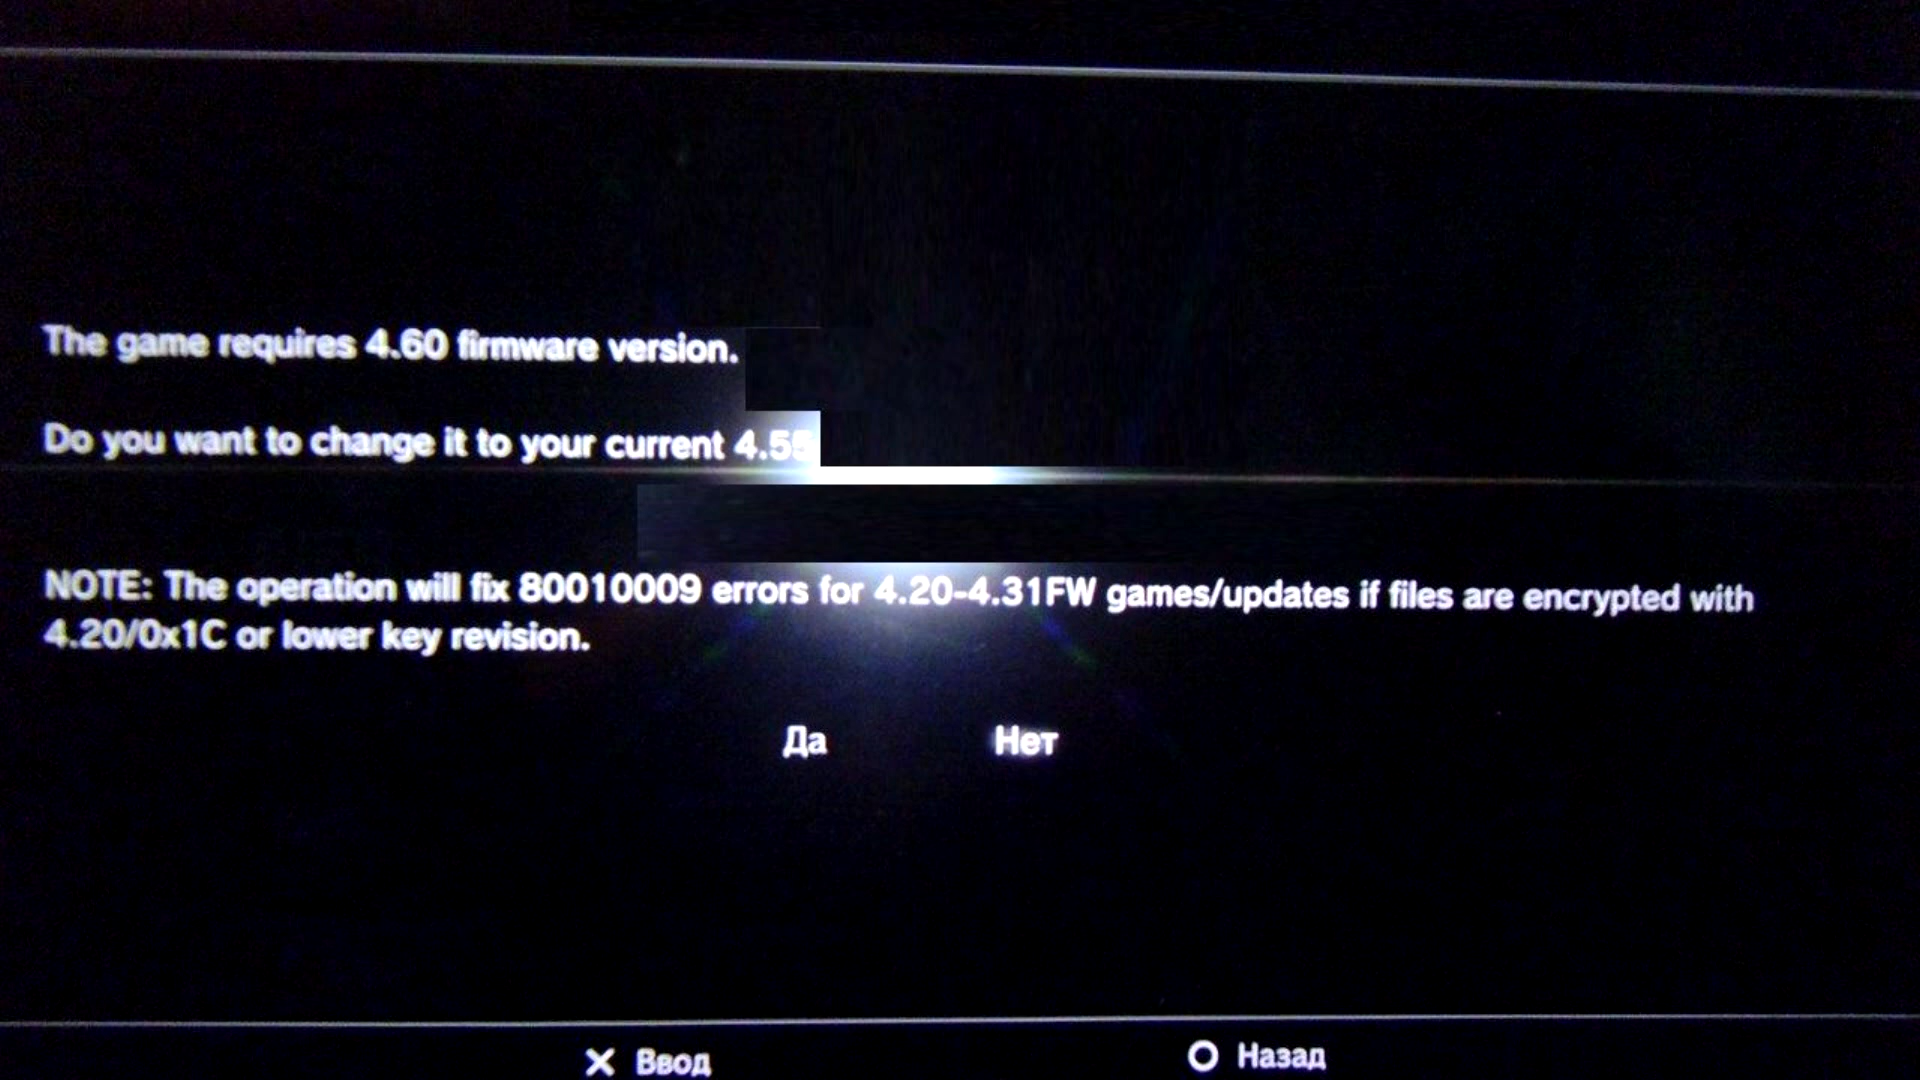 The game requires 4.60 firmware version.
Do you want to change it to your current 4.55
NOTE: The operation will fix 80010009 errors for 4.20-4.31FW games/updates if files are encrypted with
4.20/0x1C or lower key revision.
Да Нет
Ввод Назад